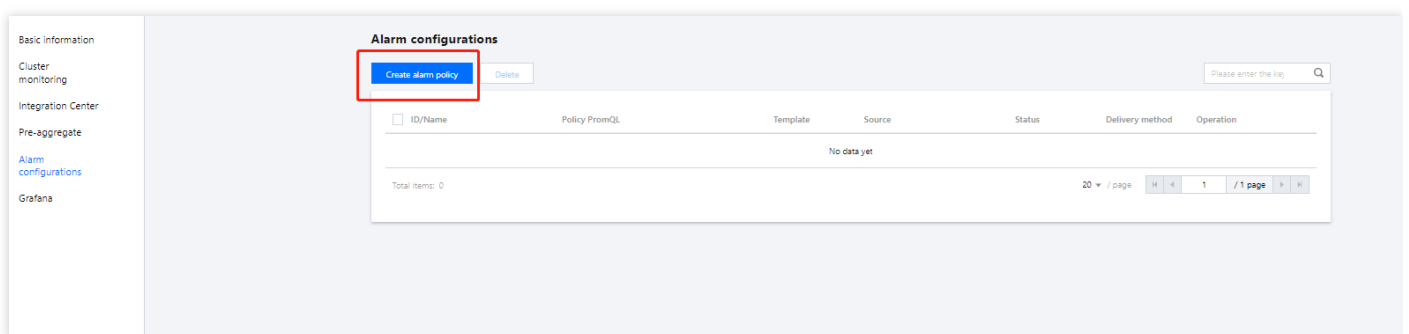 Basic information
Cluster
monitoring
Integration Center
Pre-aggregate
Alarm
configurations
Grafana
Alarm configurations
Create alarm policy Delete Please enter the key
ID/Name Policy PromQL Template Source Status Delivery method Operation
No data yet
Total items: 0 20 / page 1 / 1 page